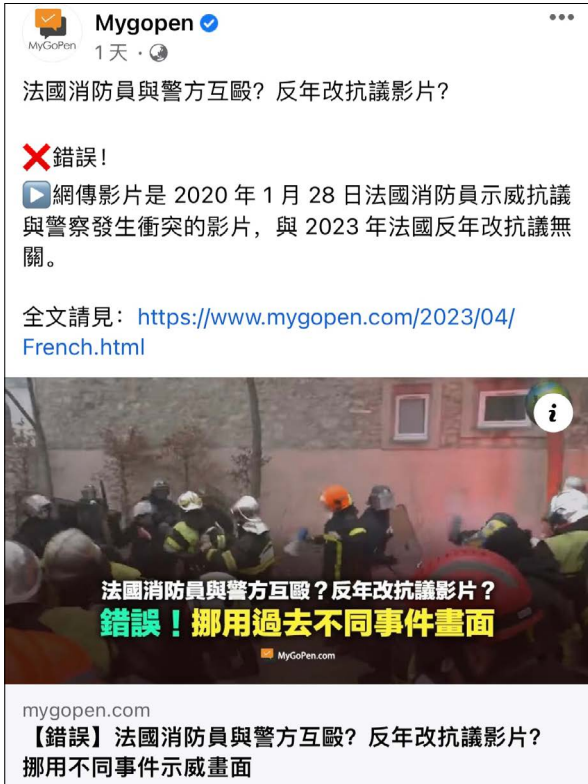 MyGoPen
Mygopen
1天
法國消防員與警方互毆？反年改抗議影片？
❌錯誤！
▶️網傳影片是 2020 年 1 月 28 日法國消防員示威抗議
與警察發生衝突的影片，與 2023 年法國反年改抗議無
關。
全文請見：https://www.mygopen.com/2023/04/
French.html
i
法國消防員與警方互毆？反年改抗議影片？
錯誤！挪用過去不同事件畫面
MyGoPen.com
mygopen.com
【錯誤】法國消防員與警方互毆？反年改抗議影片？
挪用不同事件示威畫面